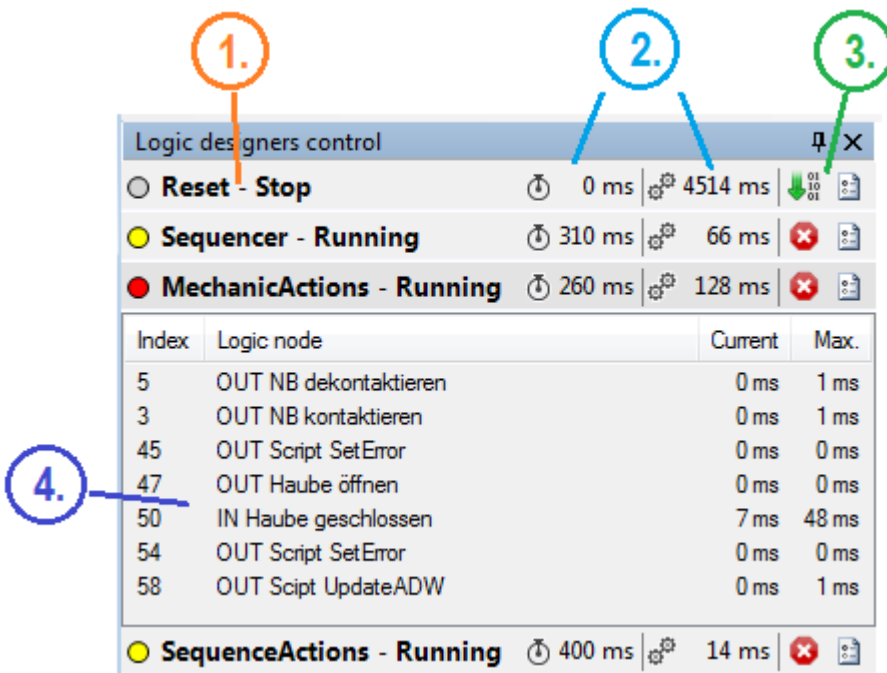 1.
2.
3.
Logic designers control
Reset - Stop 0 ms 4514 ms
Sequencer - Running 310 ms 66 ms
MechanicActions - Running 260 ms 128 ms
Index Logic node Current Max.
5 OUT NB dekontaktieren 0 ms 1 ms
3 OUT NB kontaktieren 0 ms 1 ms
45 OUT Script SetError 0 ms 0 ms
47 OUT Haube öffnen 0 ms 0 ms
4.
50 IN Haube geschlossen 7 ms 48 ms
54 OUT Script SetError 0 ms 0 ms
58 OUT Scipt UpdateADW 0 ms 1 ms
SequenceActions - Running 400 ms 14 ms